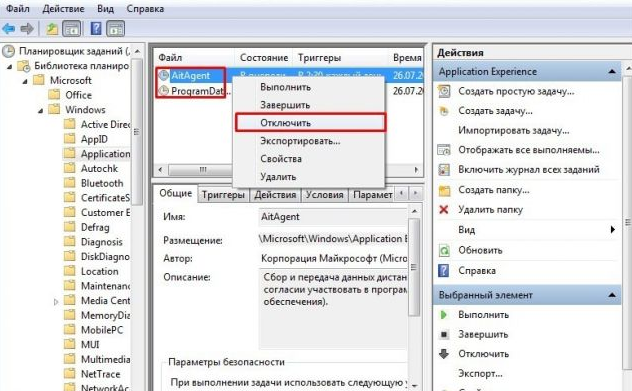 Файл Действие Вид Справка
Планировщик заданий (
Библиотека планиро
Microsoft
Office
Windows
Active Direc
AppID
Application
Autochk
Bluetooth
CertificateS
Customer E
Defrag
Diagnosis
DiskDiagno
Location
Maintenanc
Media Cent
MemoryDia
MobilePC
MUI
Multimedia
NetTrace
NetworkAc
Файл Состояние Триггеры Время
AitAgent В 2:30 каждый день 26.07.20
ProgramDat... 26.07.20
Выполнить
Завершить
Отключить
Экспортировать...
Свойства
Удалить
Общие Триггеры Действия Условия Парамет
Имя: AitAgent
Размещение: \Microsoft\Windows\Application E
Автор: Корпорация Майкрософт (Micro
Описание: Сбор и передача данных дистан
согласии участвовать в програм
обеспечения).
Параметры безопасности
При выполнении задачи использовать следующую у
Действия
Application Experience
Создать простую задачу...
Создать задачу...
Импортировать задачу...
Отображать все выполняемы...
Включить журнал всех заданий
Создать папку...
Удалить папку
Вид
Обновить
Справка
Выбранный элемент
Выполнить
Завершить
Отключить
Экспорт...